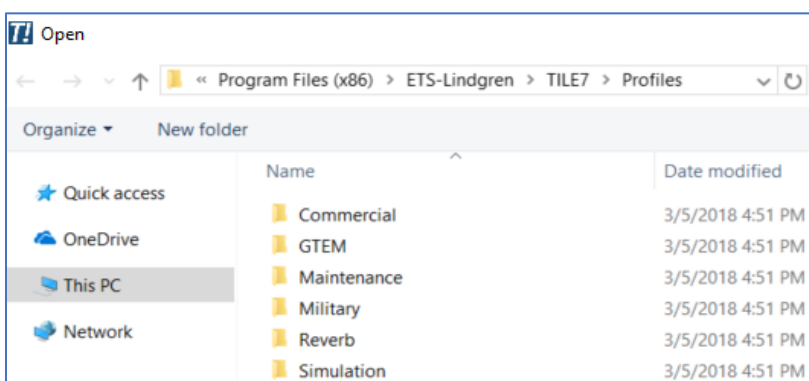 T! Open
« Program Files (x86) > ETS-Lindgren > TILE7 > Profiles
Organize New folder
Name Date modified
Quick access
OneDrive
This PC
Network
Commercial 3/5/2018 4:51 PM
GTEM 3/5/2018 4:51 PM
Maintenance 3/5/2018 4:51 PM
Military 3/5/2018 4:51 PM
Reverb 3/5/2018 4:51 PM
Simulation 3/5/2018 4:51 PM